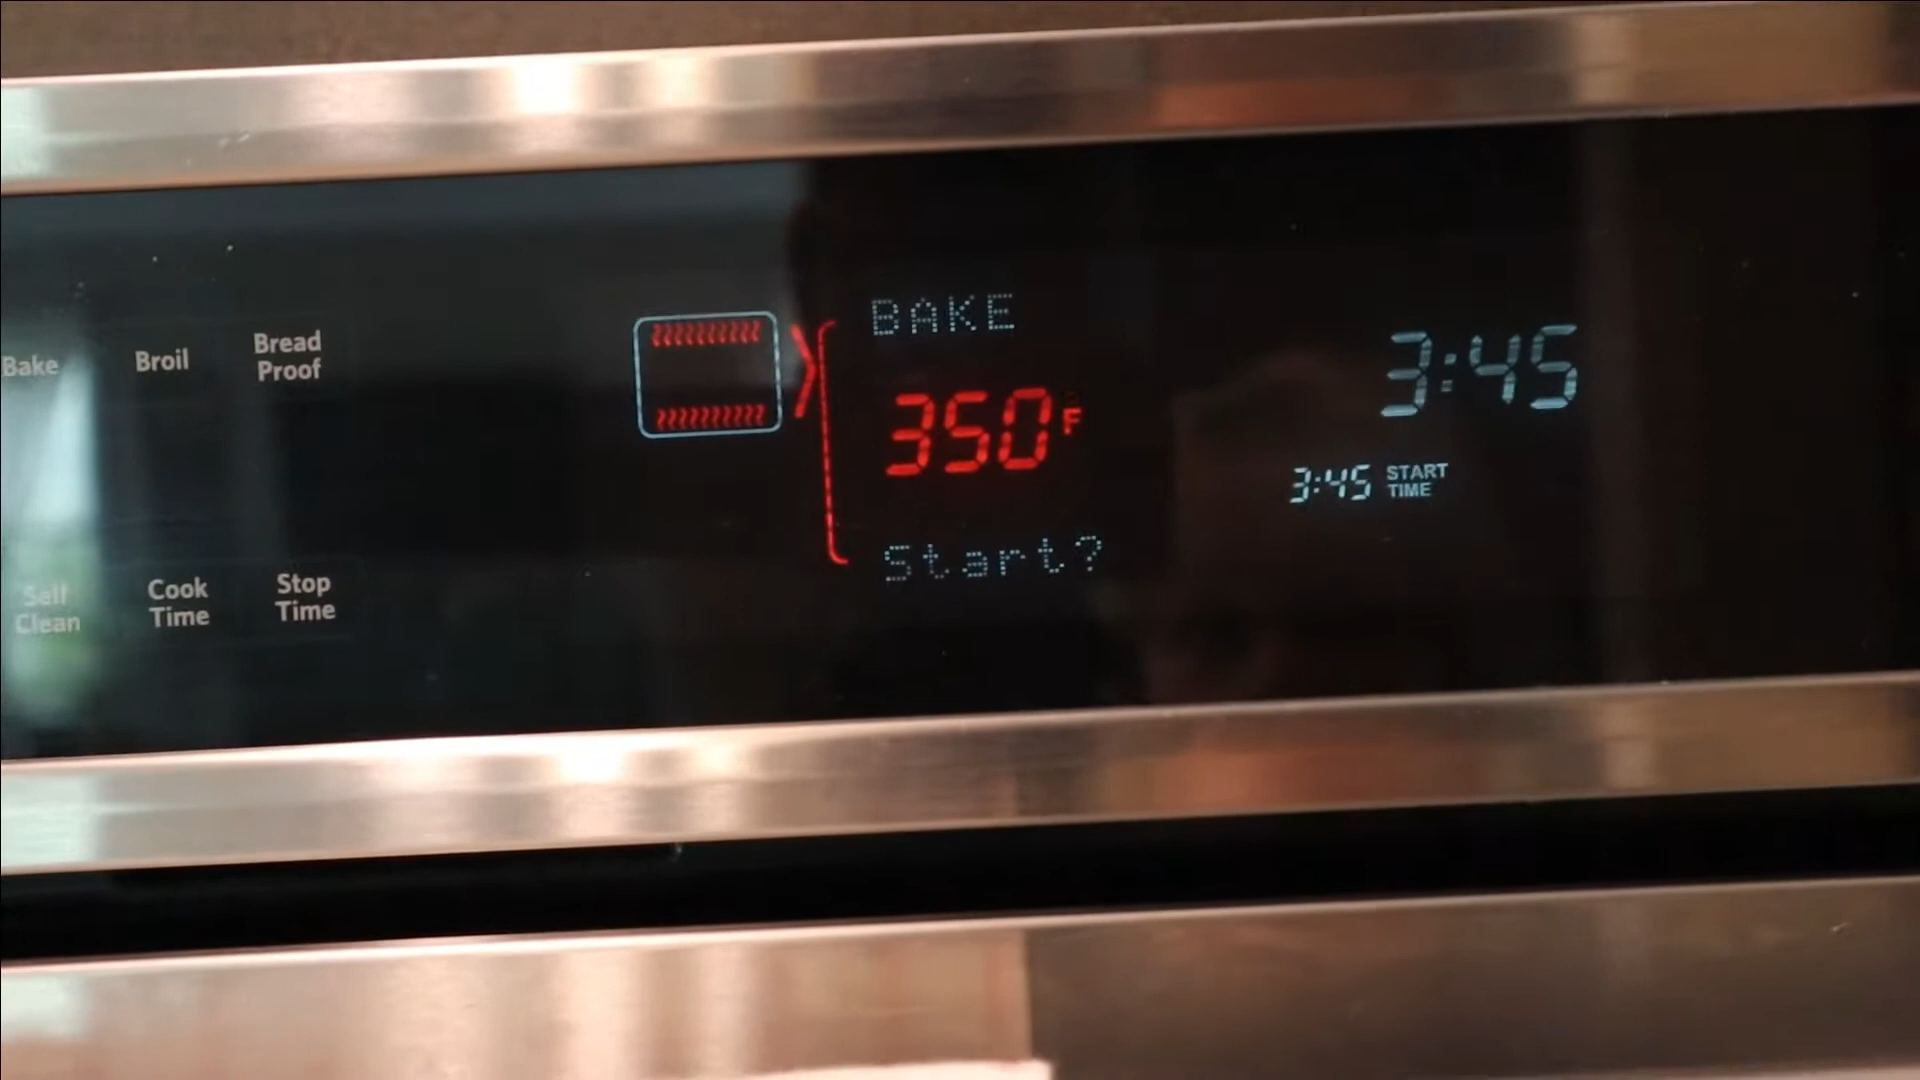 Bake
Broil
Bread
Proof
Self
Clean
Cook
Time
Stop
Time
BAKE
350 F
Start?
3:45
3:45 START
TIME